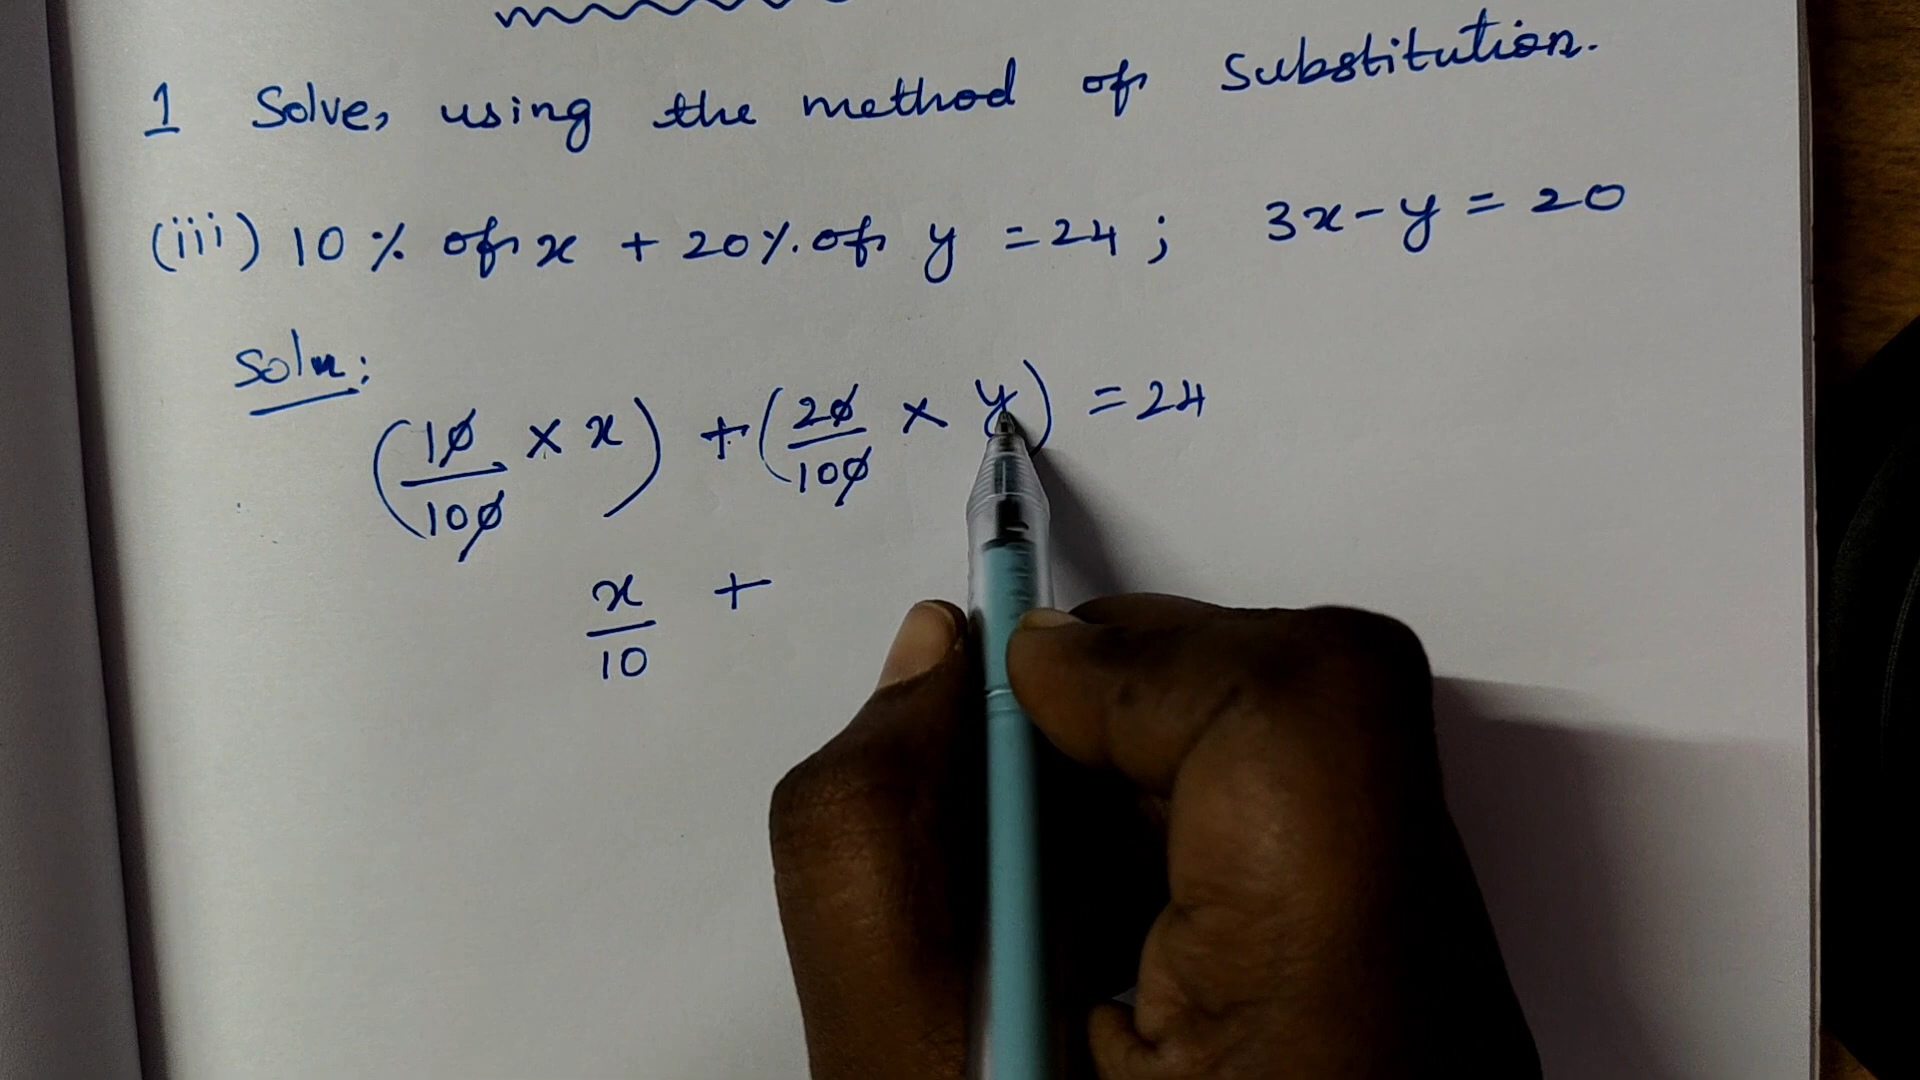 1 Solve, using the method of Substitution.
(iii) 10% of x + 20% of y = 24 ; 3x - y = 20
Soln:
(10/100 × x) + (20/100 × y) = 24
x/10 +